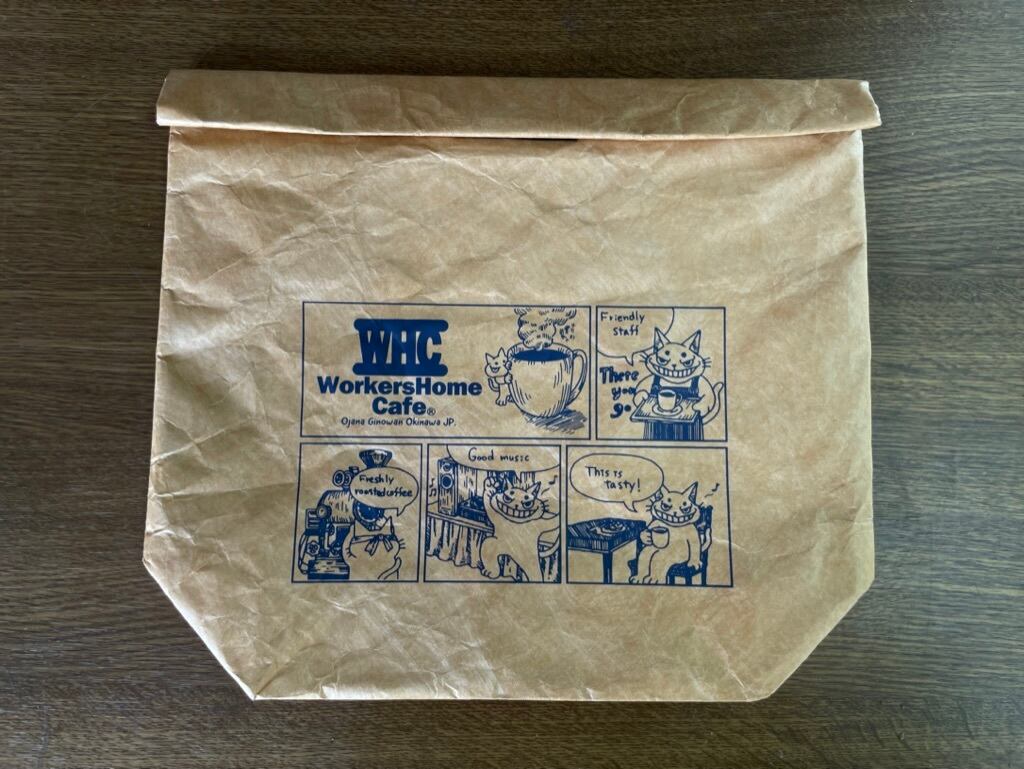 WHC
WorkersHome
Cafe®
Ojana Ginowan Okinawa JP.
Friendly
staff
There
you
go
Freshly
roasted coffee
Good music
This is
Tasty!